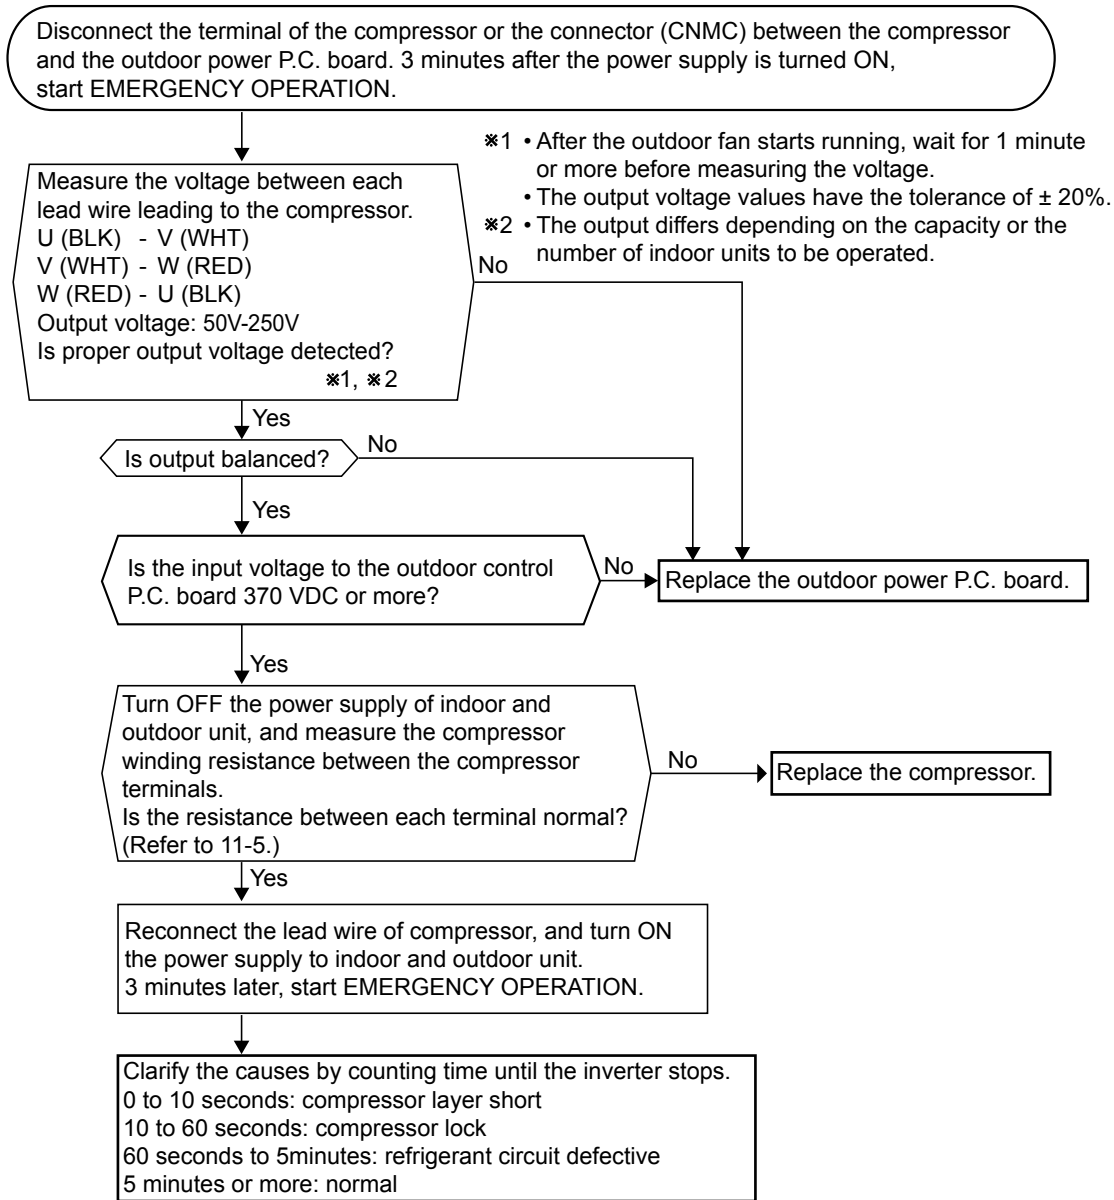 Disconnect the terminal of the compressor or the connector (CNMC) between the compressor
and the outdoor power P.C. board. 3 minutes after the power supply is turned ON,
start EMERGENCY OPERATION.
※1 • After the outdoor fan starts running, wait for 1 minute
or more before measuring the voltage.
• The output voltage values have the tolerance of ± 20%.
※2 • The output differs depending on the capacity or the
number of indoor units to be operated.
Measure the voltage between each
lead wire leading to the compressor.
U (BLK) - V (WHT)
V (WHT) - W (RED)
W (RED) - U (BLK)
Output voltage: 50V-250V
Is proper output voltage detected?
※1, ※2
No
Yes
Is output balanced?
No
Yes
Is the input voltage to the outdoor control
P.C. board 370 VDC or more?
No
Replace the outdoor power P.C. board.
Yes
Turn OFF the power supply of indoor and
outdoor unit, and measure the compressor
winding resistance between the compressor
terminals.
Is the resistance between each terminal normal?
(Refer to 11-5.)
No
Replace the compressor.
Yes
Reconnect the lead wire of compressor, and turn ON
the power supply to indoor and outdoor unit.
3 minutes later, start EMERGENCY OPERATION.
Clarify the causes by counting time until the inverter stops.
0 to 10 seconds: compressor layer short
10 to 60 seconds: compressor lock
60 seconds to 5minutes: refrigerant circuit defective
5 minutes or more: normal